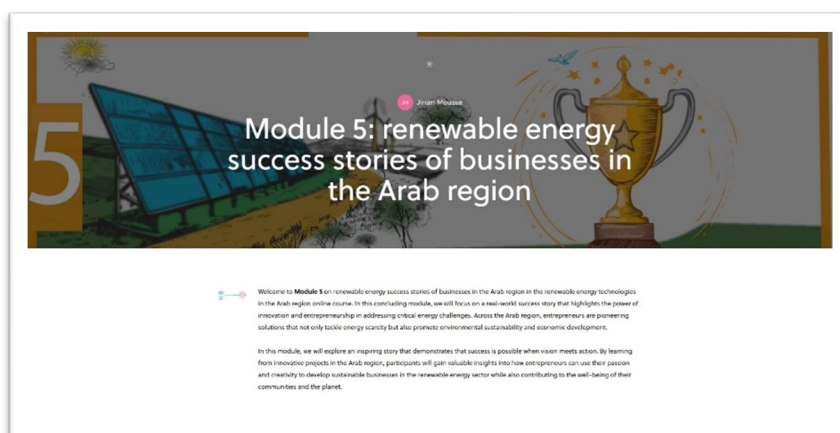 5
Jinan Moussa
Module 5: renewable energy
success stories of businesses in
the Arab region
Welcome to Module 5 on renewable energy success stories of businesses in the Arab region in the renewable energy technologies
in the Arab region online course. In this concluding module, we will focus on a real-world success story that highlights the power of
innovation and entrepreneurship in addressing critical energy challenges. Across the Arab region, entrepreneurs are pioneering
solutions that not only tackle energy scarcity but also promote environmental sustainability and economic development.
In this module, we will explore an inspiring story that demonstrates that success is possible when vision meets action. By learning
from innovative projects in the Arab region, participants will gain valuable insights into how entrepreneurs can use their passion
and creativity to develop sustainable businesses in the renewable energy sector while also contributing to the well-being of their
communities and the planet.